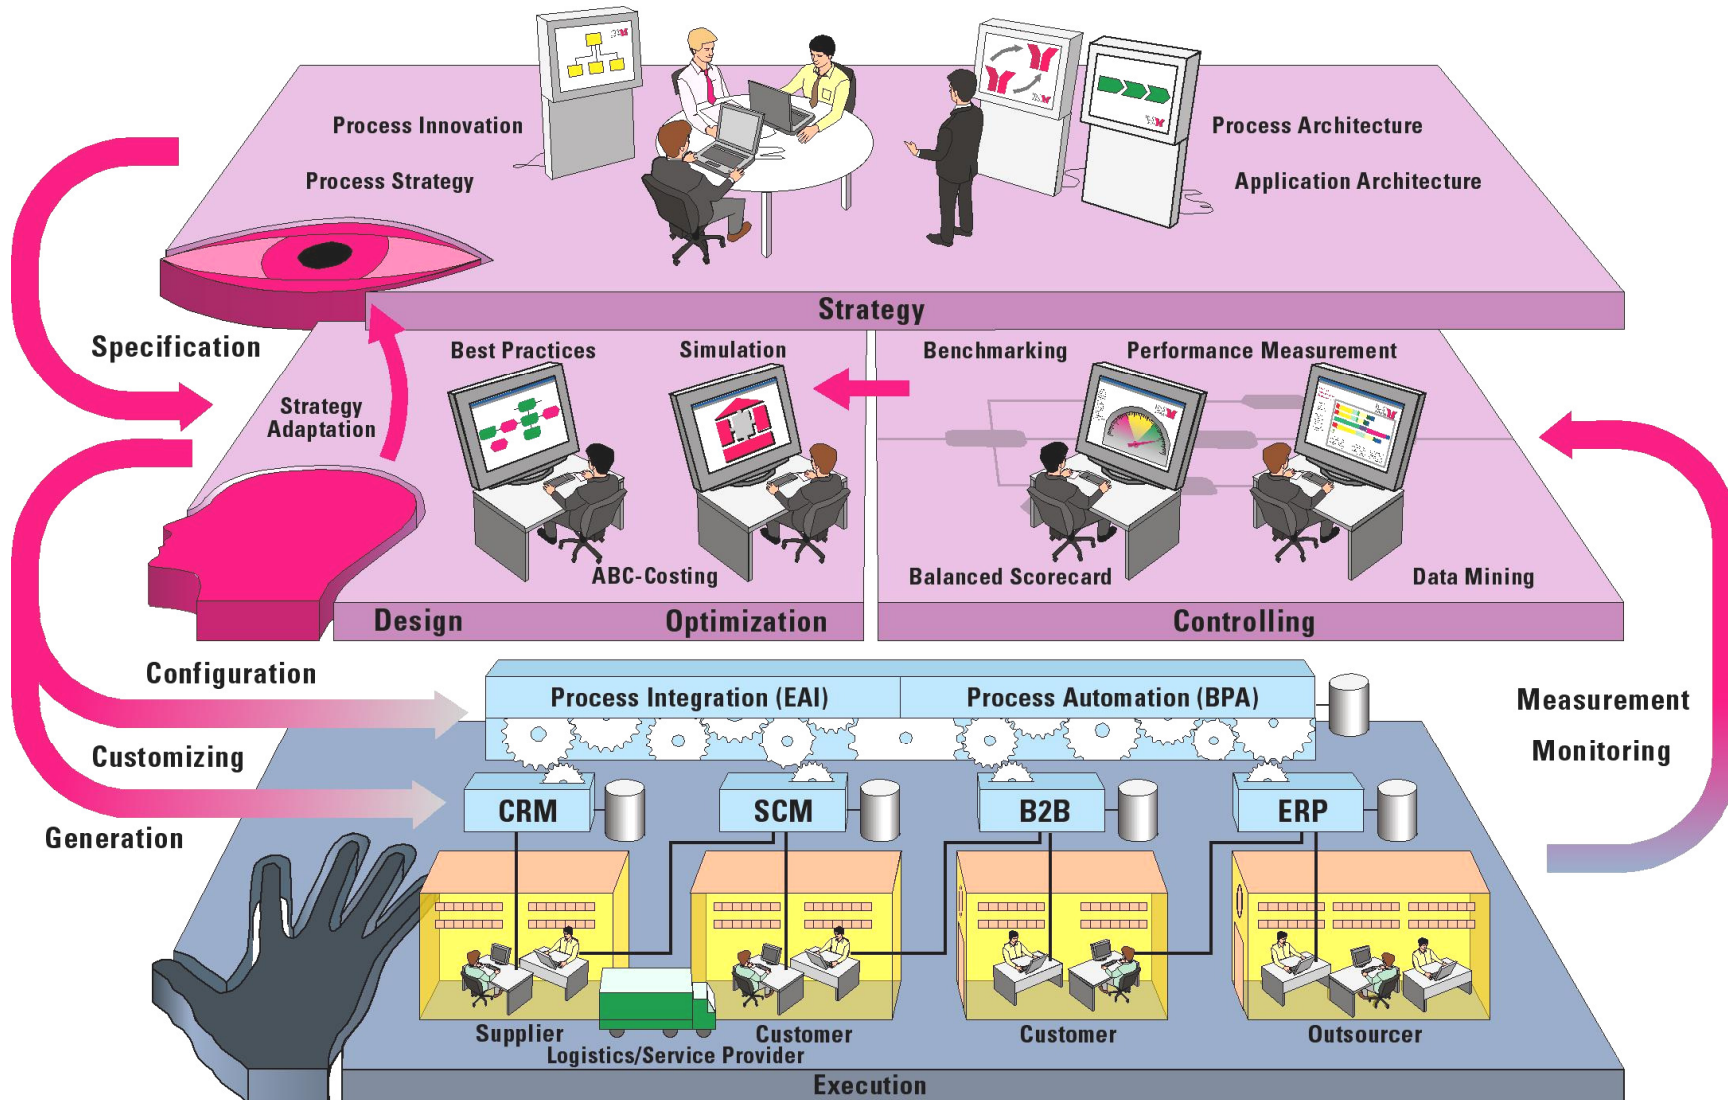 Process Innovation
Process Strategy
Process Architecture
Application Architecture
Strategy
Specification
Strategy
Adaptation
Best Practices
Simulation
Benchmarking
Performance Measurement
ABC-Costing
Balanced Scorecard
Data Mining
Design
Optimization
Controlling
Configuration
Customizing
Generation
Process Integration (EAI)
Process Automation (BPA)
Measurement
Monitoring
CRM
SCM
B2B
ERP
Supplier
Customer
Customer
Outsourcer
Logistics/Service Provider
Execution